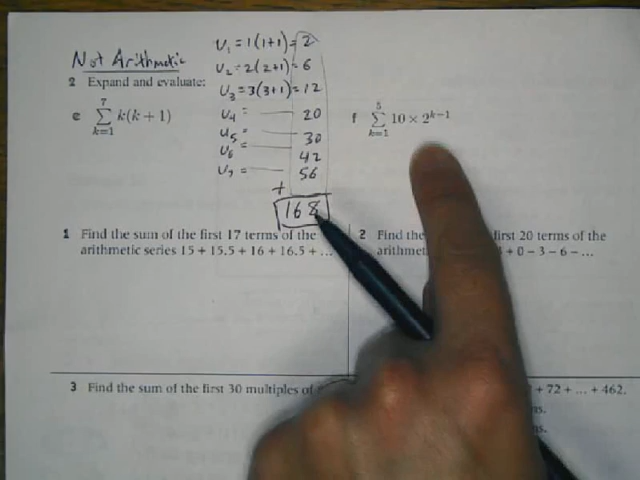 Not Arithmetic
2 Expand and evaluate:
e 7 ∑ k=1 k(k + 1)
u₁ = 1(1+1) = 2
u₂ = 2(2+1) = 6
u₃ = 3(3+1) = 12
u₄ = 20
u₅ = 30
u₆ = 42
u₇ = 56
+
168
f 5 ∑ k=1 10 × 2^{k−1}
1 Find the sum of the first 17 terms of the
arithmetic series 15 + 15.5 + 16 + 16.5 + ...
2 Find the first 20 terms of the
+ 0 − 3 − 6 − ...
3 Find the sum of the first 30 multiples of
+ 72 + ... + 462.